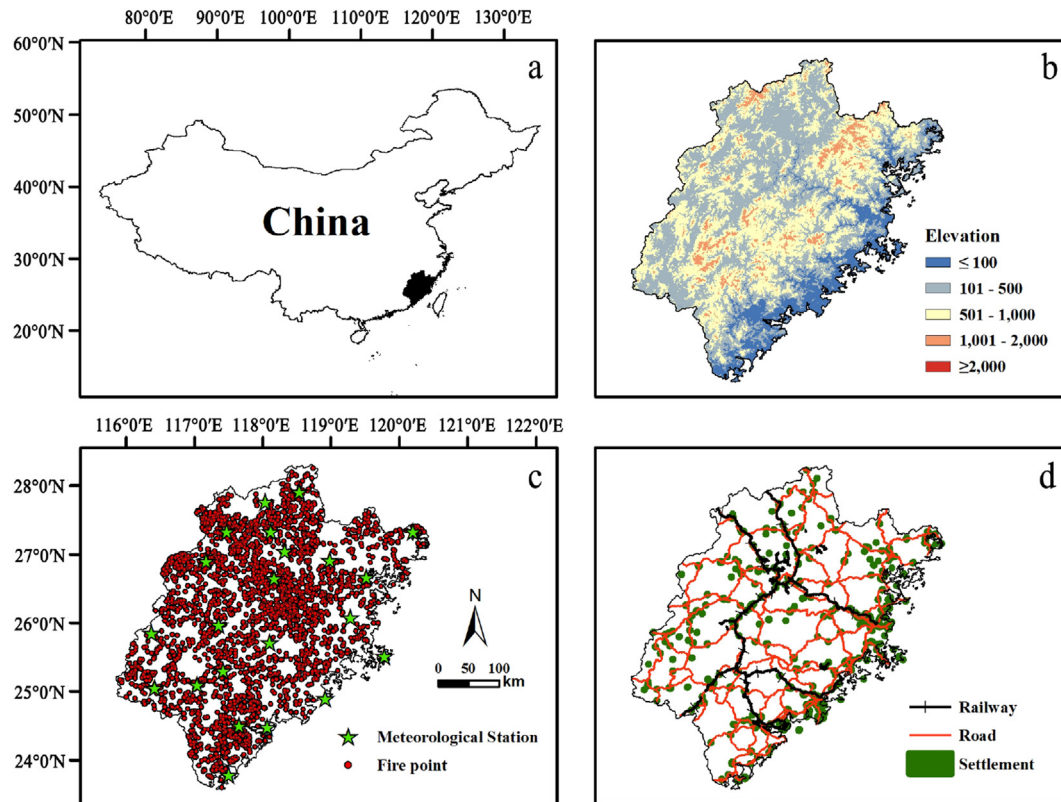 80°0'E 90°0'E 100°0'E 110°0'E 120°0'E 130°0'E
60°0'N
50°0'N
40°0'N
30°0'N
20°0'N
a
China
b
Elevation
≤ 100
101 - 500
501 - 1,000
1,001 - 2,000
≥2,000
116°0'E 117°0'E 118°0'E 119°0'E 120°0'E 121°0'E 122°0'E
28°0'N
27°0'N
26°0'N
25°0'N
24°0'N
c
N
0 50 100
km
Meteorological Station
Fire point
d
Railway
Road
Settlement